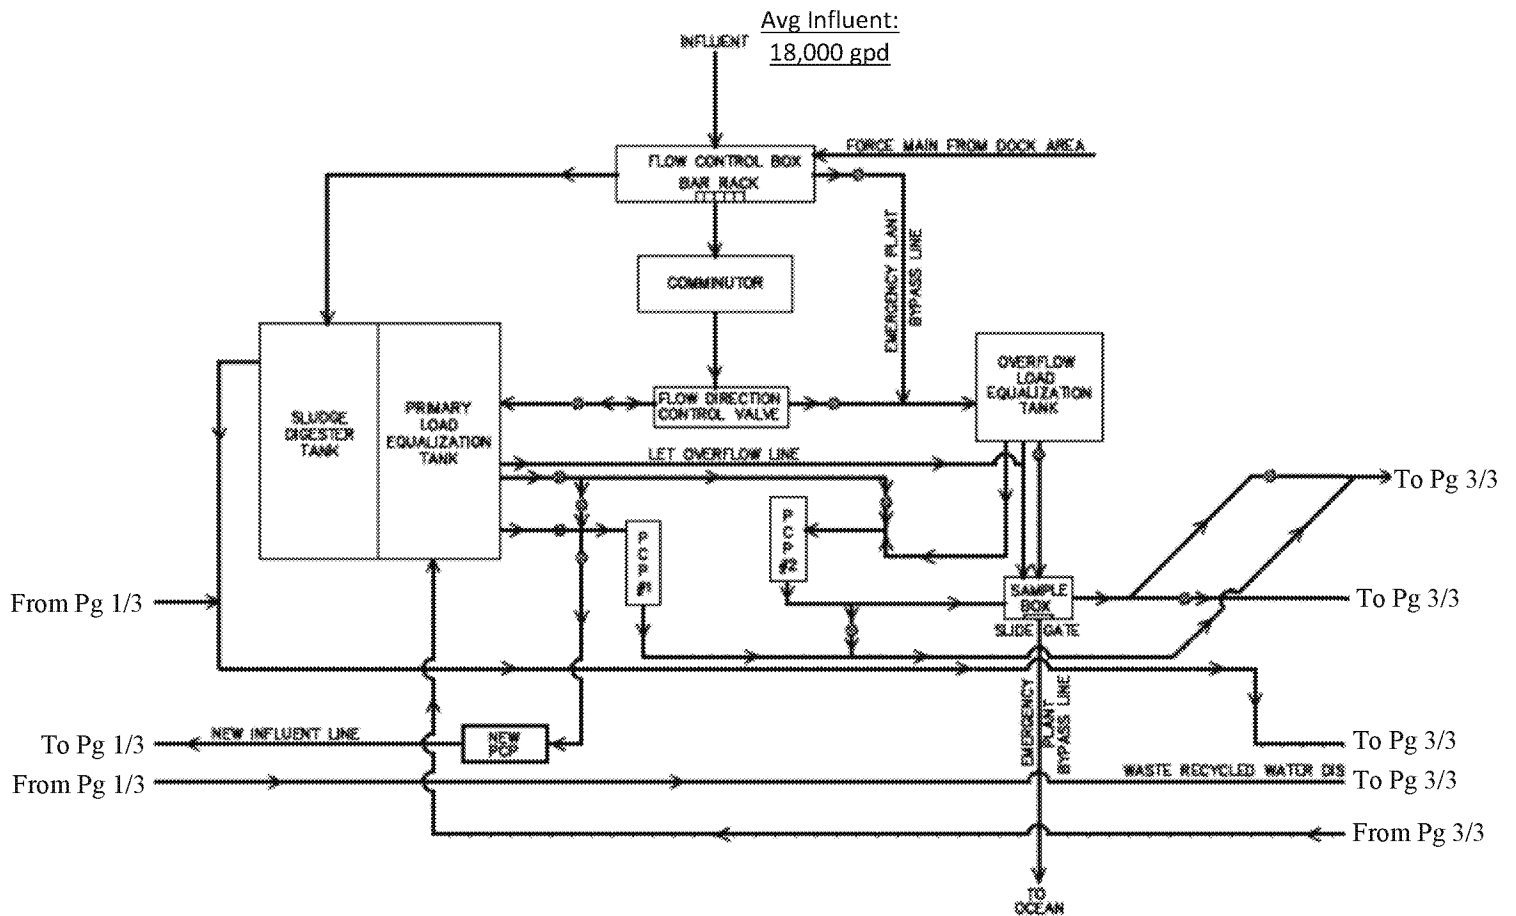 Avg Influent:
18,000 gpd
INFLUENT
FORCE MAIN FROM DOCK AREA
FLOW CONTROL BOX
BAR RACK
EMERGENCY PLANT
BYPASS LINE
COMMINUTOR
FLOW DIRECTION
CONTROL VALVE
OVERFLOW
LOAD
EQUALIZATION
TANK
SLUDGE
DIGESTER
TANK
PRIMARY
LOAD
EQUALIZATION
TANK
LET OVERFLOW LINE
PCP #1
PCP #2
To Pg 3/3
From Pg 1/3
SAMPLE
BOX
SLIDE GATE
To Pg 3/3
EMERGENCY
PLANT
BYPASS LINE
To Pg 1/3
NEW INFLUENT LINE
NEW
PCP
To Pg 3/3
From Pg 1/3
WASTE RECYCLED WATER DIS
To Pg 3/3
From Pg 3/3
TO
OCEAN